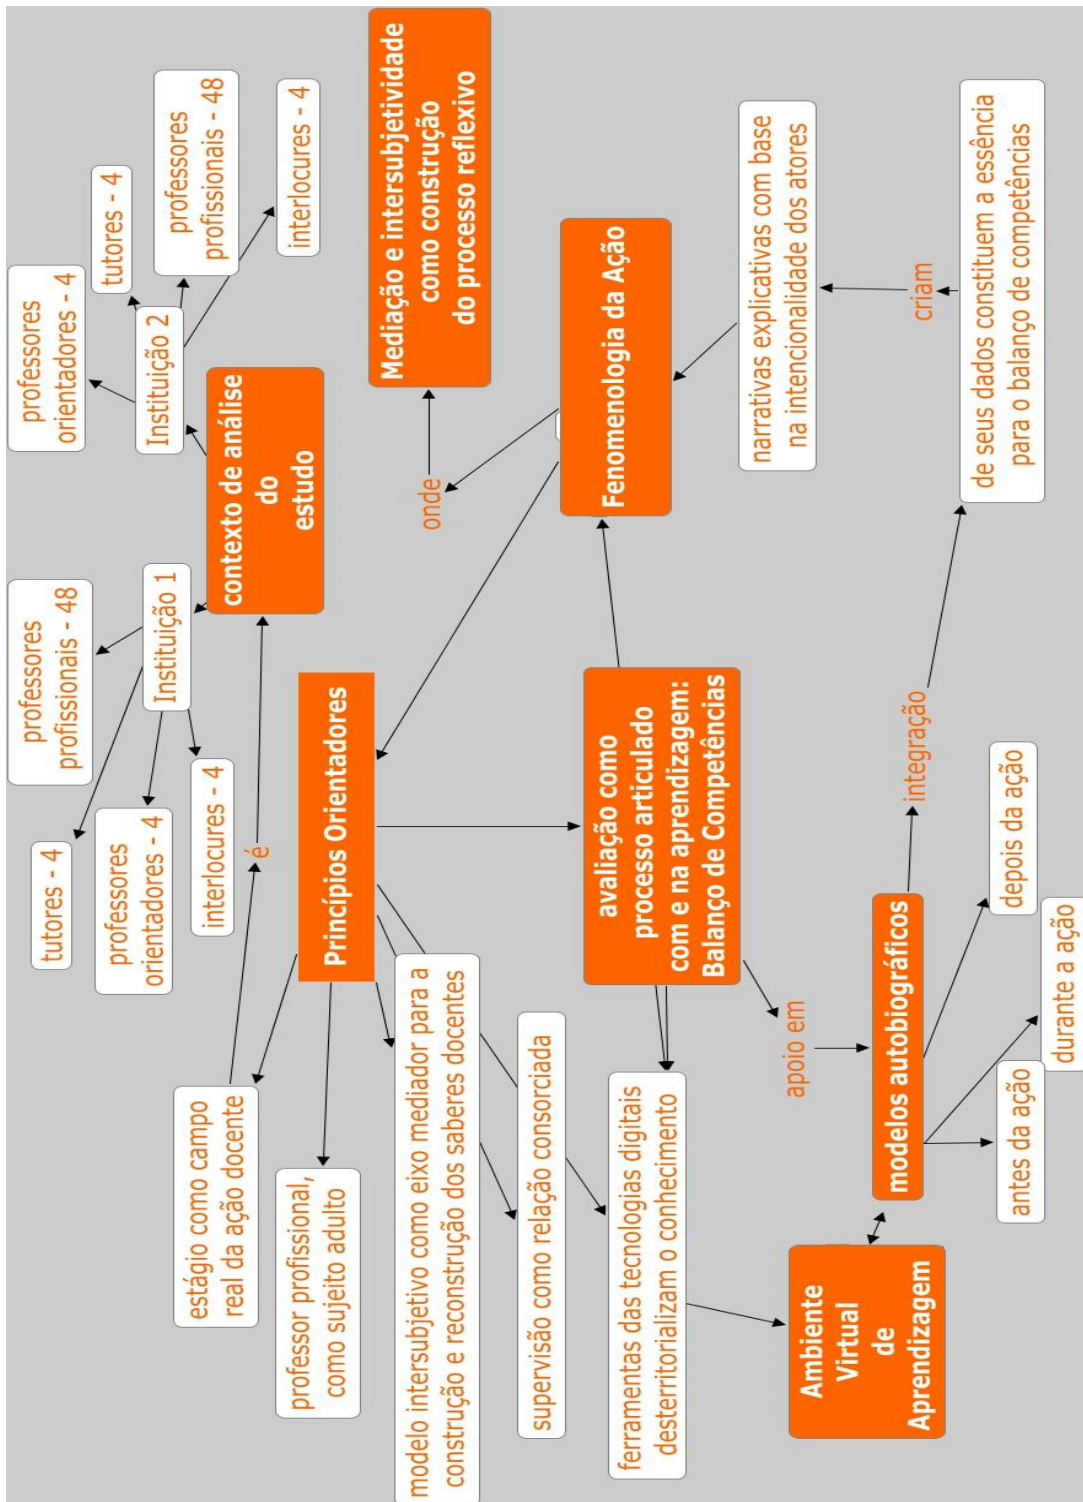 tutores - 4
professores
profissionais - 48
professores
orientadores - 4
tutores - 4
professores
orientadores - 4
Instituição 1
Instituição 2
professores
profissionais - 48
interlocures - 4
interlocures - 4
estágio como campo
real da ação docente
é
contexto de análise
do
estudo
professor profissional,
como sujeito adulto
Princípios Orientadores
modelo intersubjetivo como eixo mediador para a
construção e reconstrução dos saberes docentes
onde
Mediação e intersubjetividade
como construção
do processo reflexivo
supervisão como relação consorciada
ferramentas das tecnologias digitais
desterritorializam o conhecimento
avaliação como
processo articulado
com e na aprendizagem:
Balanço de Competências
Fenomenologia da Ação
apoio em
narrativas explicativas com base
na intencionalidade dos atores
Ambiente
Virtual
de
Aprendizagem
modelos autobiográficos
integração
criam
antes da ação
durante a ação
depois da ação
de seus dados constituem a essência
para o balanço de competências